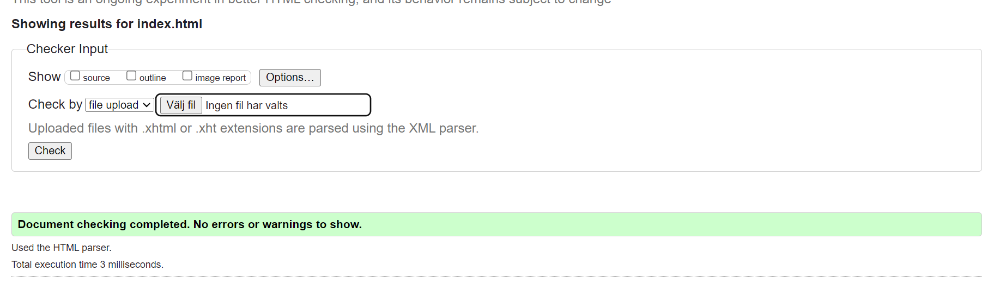 This tool is an ongoing experiment in better HTML checking, and its behavior remains subject to change
Showing results for index.html
Checker Input
Show source outline image report Options...
Check by file upload Välj fil Ingen fil har valts
Uploaded files with .xhtml or .xht extensions are parsed using the XML parser.
Check
Document checking completed. No errors or warnings to show.
Used the HTML parser.
Total execution time 3 milliseconds.